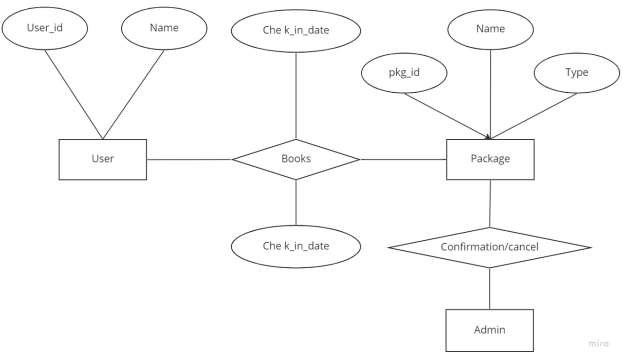 User_id
Name
Che k_in_date
Name
pkg_id
Type
User
Books
Package
Che k_in_date
Confirmation/cancel
Admin
miro